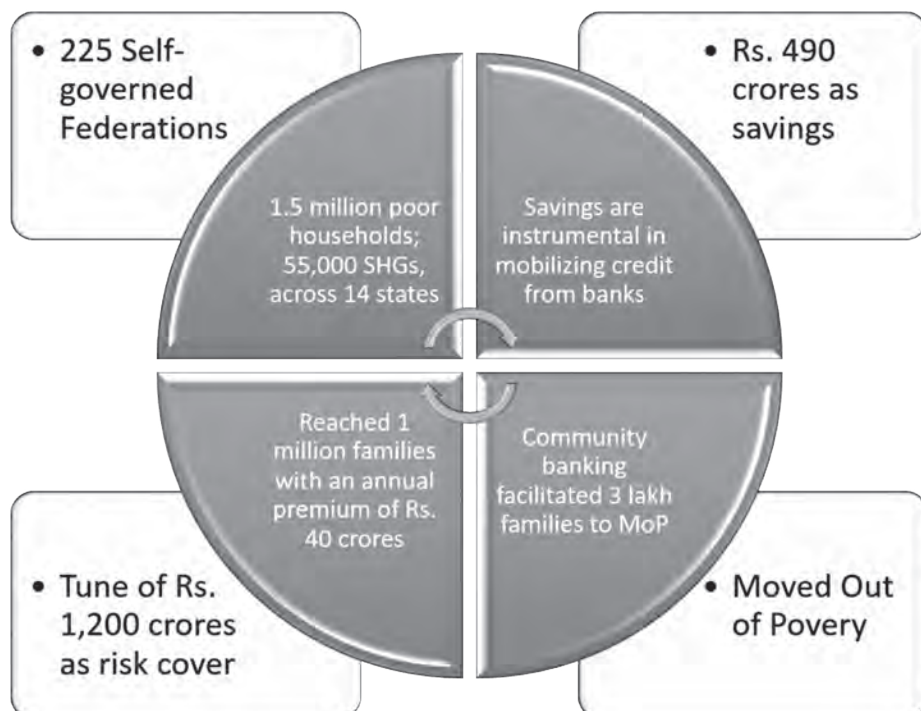 • 225 Self-
governed
Federations
• Rs. 490
crores as
savings
1.5 million poor
households;
55,000 SHGs,
across 14 states
Savings are
instrumental in
mobilizing credit
from banks
Reached 1
million families
with an annual
premium of Rs.
40 crores
Community
banking
facilitated 3 lakh
families to MoP
• Tune of Rs.
1,200 crores
as risk cover
• Moved Out
of Poverty